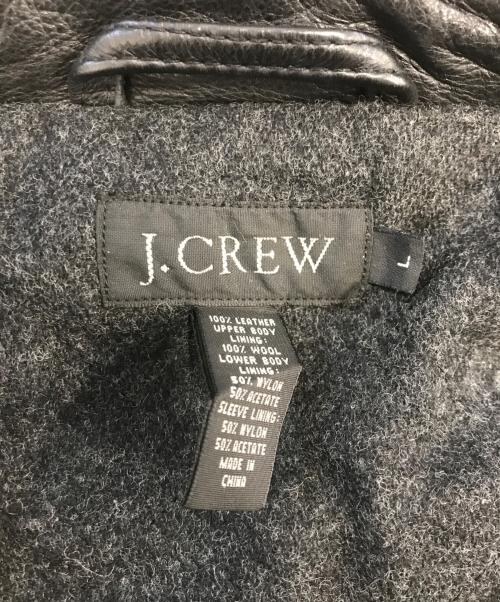 J.CREW
L
100% LEATHER
UPPER BODY
LINING:
100% WOOL
LOWER BODY
LINING:
50% NYLON
50% ACETATE
SLEEVE LINING:
50% NYLON
50% ACETATE
MADE IN
CHINA